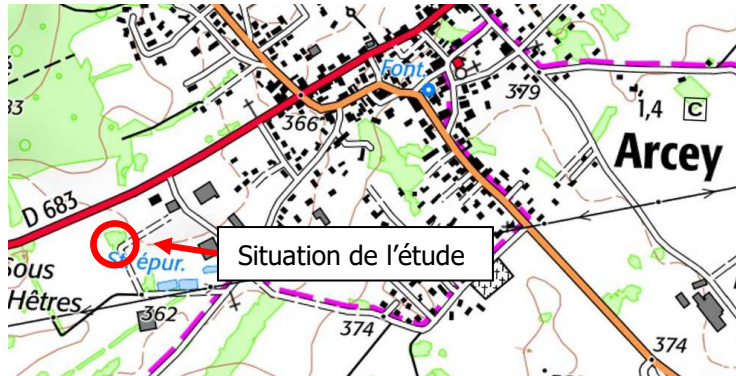 Font.
379
83
366
1,4
C
Arcey
D 683
Situation de l'étude
St épur.
Sous
Hêtres
362
374
374